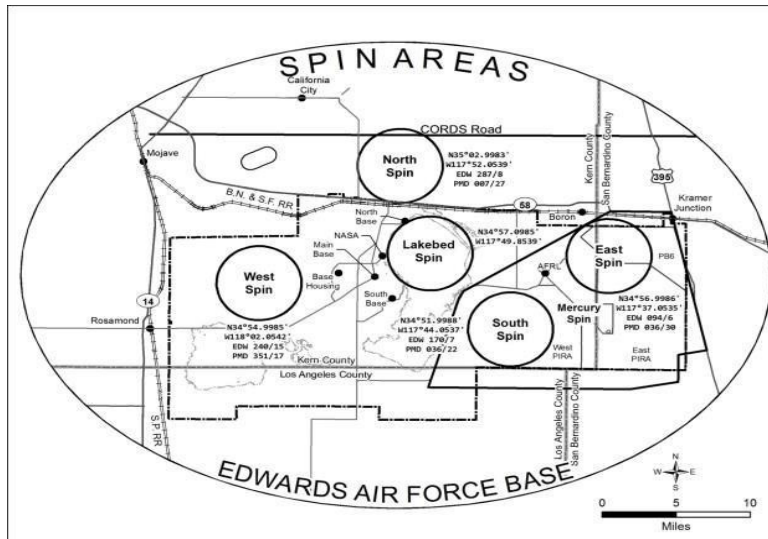 SPIN AREAS
California
City
CORDS Road
Mojave
North
Spin
N35°02.9983'
W117°52.0539'
EDW 287/8
PMD 007/27
Kern County
San Bernardino County
395
B.N. & S.F. RR
58
Boron
Kramer
Junction
North
Base
NASA
Main
Base
Lakebed
Spin
N34°57.0985'
W117°49.8539'
East
Spin
PB6
West
Spin
Base
Housing
AFRL
South
Base
Mercury
Spin
N34°56.9986'
W117°37.0535'
EDW 094/6
PMD 036/30
14
Rosamond
N34°54.9985'
W118°02.0542'
EDW 240/15
PMD 351/17
N34°51.9988'
W117°44.0537'
EDW 170/7
PMD 036/22
South
Spin
West
PIRA
East
PIRA
Kern County
Los Angeles County
S.P. RR
Los Angeles County
San Bernardino County
EDWARDS AIR FORCE BASE
N
W E
S
0 5 10
Miles